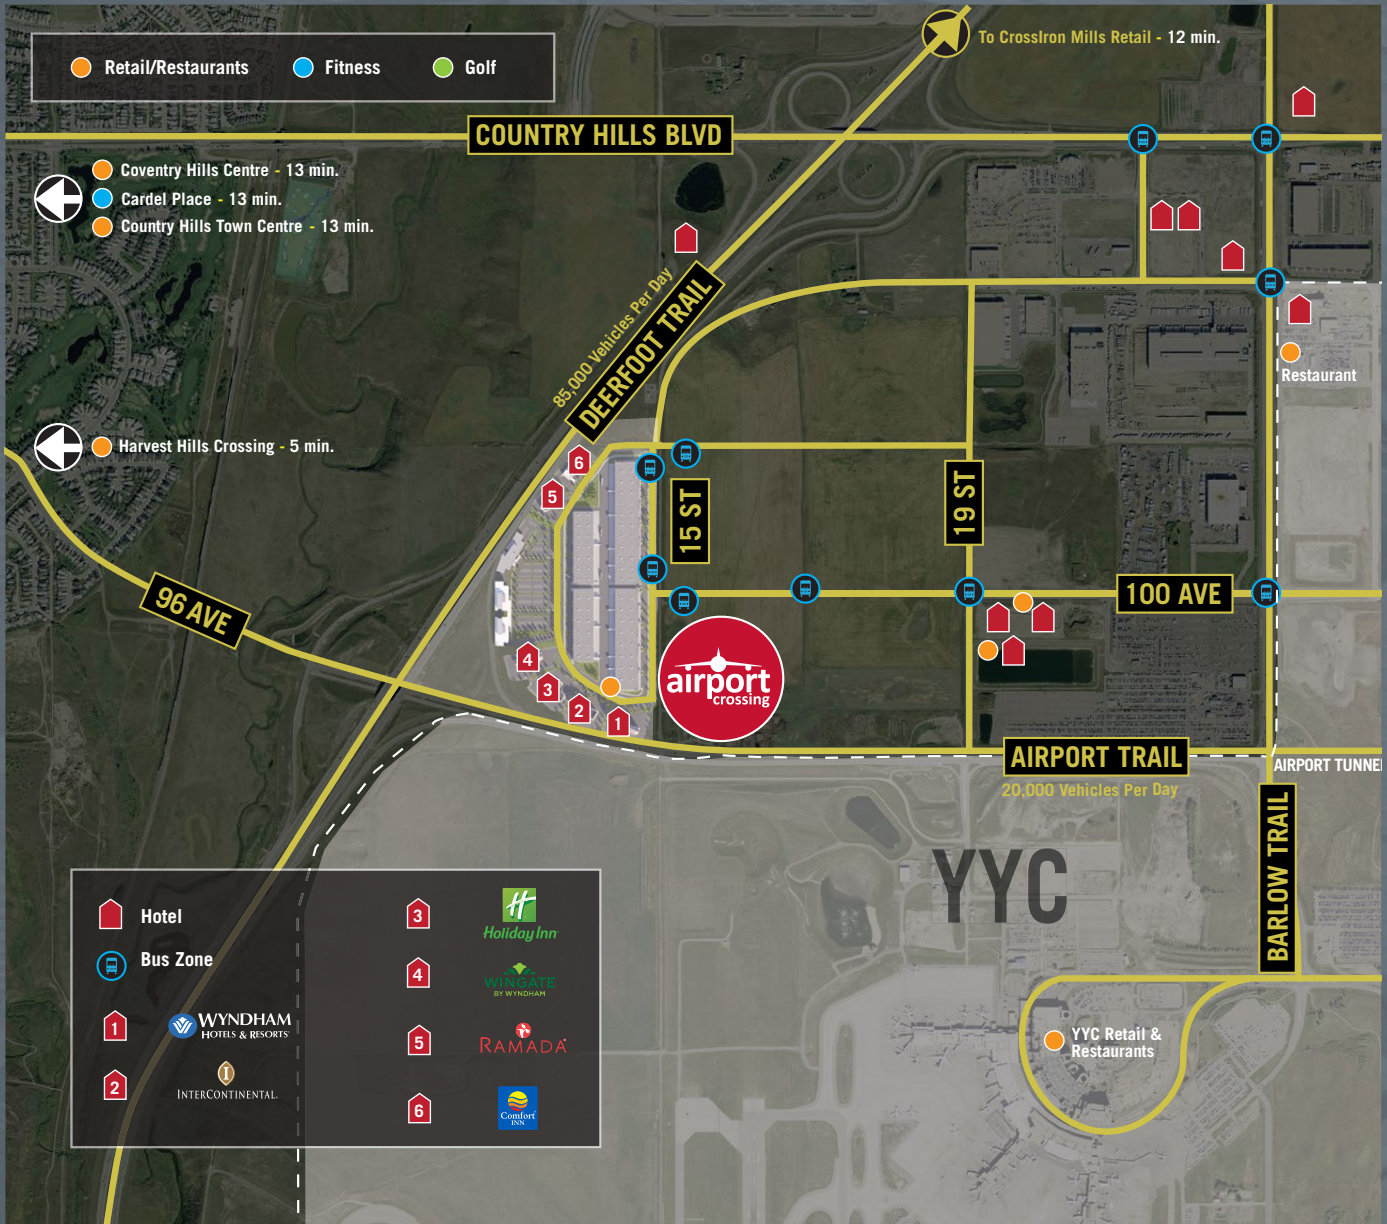 To CrossIron Mills Retail - 12 min.
Retail/Restaurants
Fitness
Golf
COUNTRY HILLS BLVD
Coventry Hills Centre - 13 min.
Cardel Place - 13 min.
Country Hills Town Centre - 13 min.
85,000 Vehicles Per Day
DEERFOOT TRAIL
Restaurant
Harvest Hills Crossing - 5 min.
6
5
15 ST
19 ST
96 AVE
100 AVE
4
3
2
1
airport
crossing
AIRPORT TRAIL
20,000 Vehicles Per Day
AIRPORT TUNNEL
BARLOW TRAIL
YYC
Hotel
Bus Zone
1
WYNDHAM
HOTELS & RESORTS
2
I
INTERCONTINENTAL.
3
H
Holiday Inn
4
WINGATE
BY WYNDHAM
5
R
RAMADA
6
Comfort
INN
YYC Retail &
Restaurants